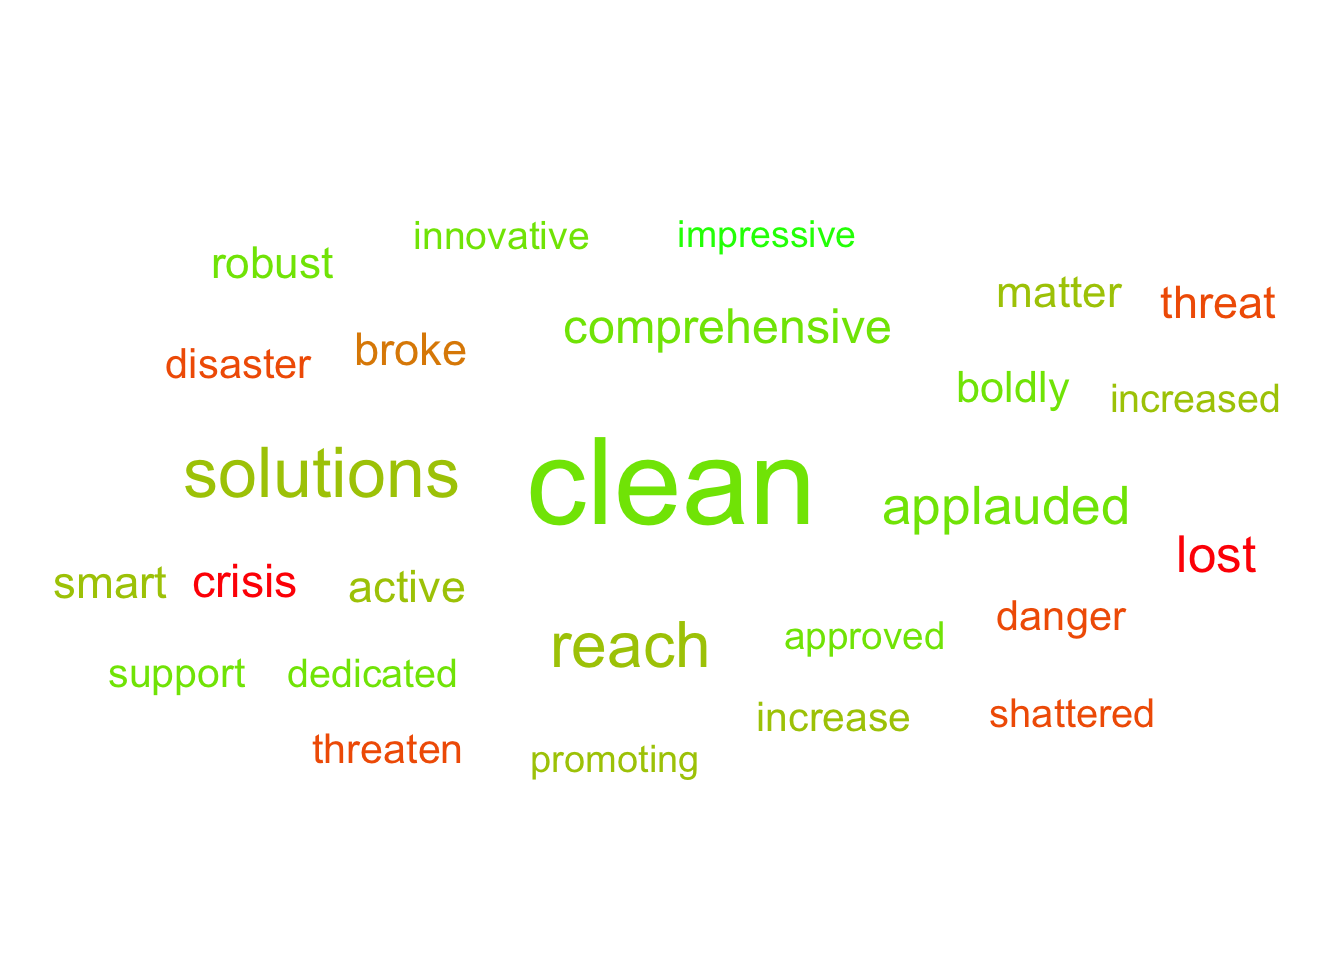 innovative
impressive
robust
matter
threat
comprehensive
broke
disaster
boldly
increased
solutions
clean
applauded
lost
smart
crisis
active
danger
approved
reach
support
dedicated
shattered
increase
threaten
promoting